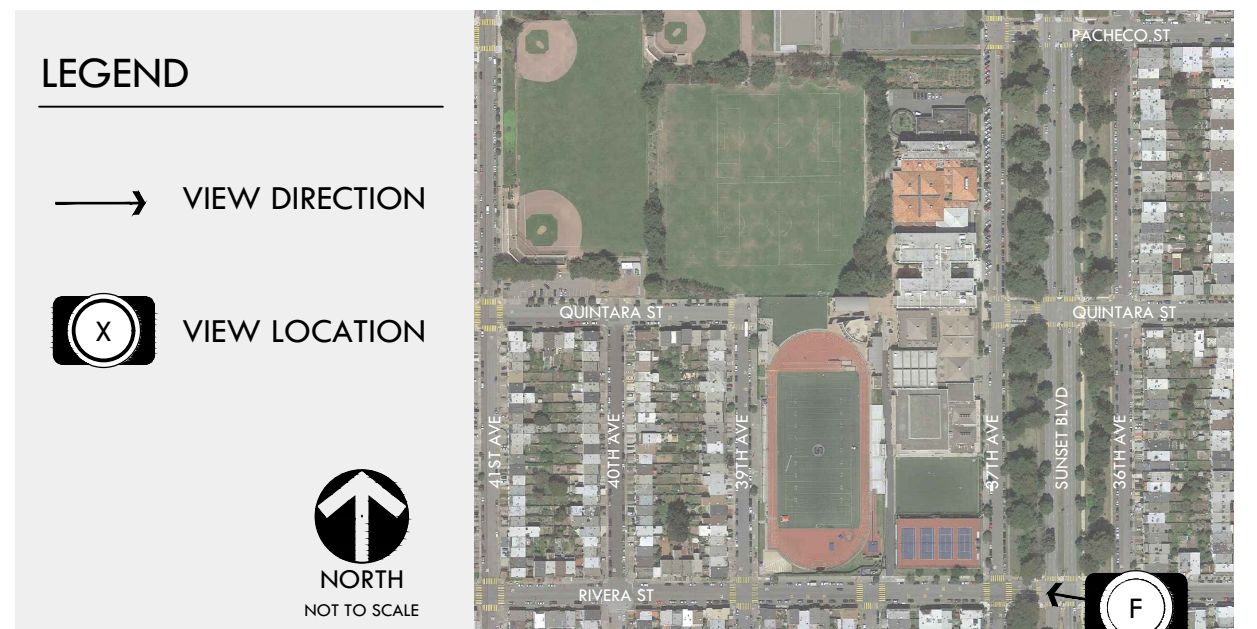 LEGEND
VIEW DIRECTION
X
VIEW LOCATION
NORTH
NOT TO SCALE
PACHECO.ST
QUINTARA ST
QUINTARA ST
41ST AVE
40TH AVE
39TH AVE
37TH AVE
SUNSET BLVD
36TH AVE
RIVERA ST
F